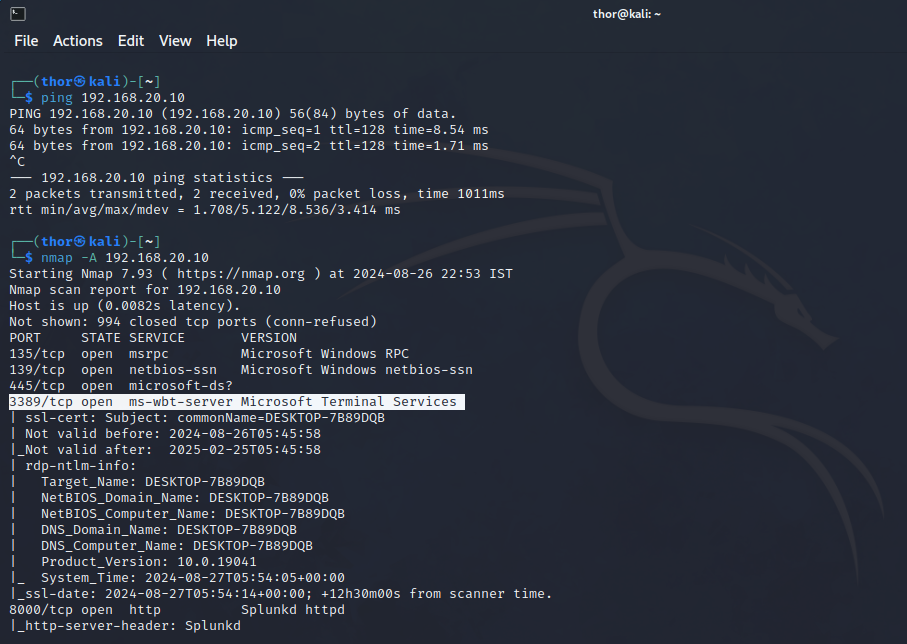 thor@kali: ~
File Actions Edit View Help
┌──(thor㉿kali)-[~]
└─$ ping 192.168.20.10
PING 192.168.20.10 (192.168.20.10) 56(84) bytes of data.
64 bytes from 192.168.20.10: icmp_seq=1 ttl=128 time=8.54 ms
64 bytes from 192.168.20.10: icmp_seq=2 ttl=128 time=1.71 ms
^C
--- 192.168.20.10 ping statistics ---
2 packets transmitted, 2 received, 0% packet loss, time 1011ms
rtt min/avg/max/mdev = 1.708/5.122/8.536/3.414 ms
┌──(thor㉿kali)-[~]
└─$ nmap -A 192.168.20.10
Starting Nmap 7.93 ( https://nmap.org ) at 2024-08-26 22:53 IST
Nmap scan report for 192.168.20.10
Host is up (0.0082s latency).
Not shown: 994 closed tcp ports (conn-refused)
PORT     STATE SERVICE       VERSION
135/tcp  open  msrpc         Microsoft Windows RPC
139/tcp  open  netbios-ssn   Microsoft Windows netbios-ssn
445/tcp  open  microsoft-ds?
3389/tcp open  ms-wbt-server Microsoft Terminal Services
| ssl-cert: Subject: commonName=DESKTOP-7B89DQB
| Not valid before: 2024-08-26T05:45:58
|_Not valid after:  2025-02-25T05:45:58
| rdp-ntlm-info:
|   Target_Name: DESKTOP-7B89DQB
|   NetBIOS_Domain_Name: DESKTOP-7B89DQB
|   NetBIOS_Computer_Name: DESKTOP-7B89DQB
|   DNS_Domain_Name: DESKTOP-7B89DQB
|   DNS_Computer_Name: DESKTOP-7B89DQB
|   Product_Version: 10.0.19041
|_  System_Time: 2024-08-27T05:54:05+00:00
|_ssl-date: 2024-08-27T05:54:14+00:00; +12h30m00s from scanner time.
8000/tcp open  http          Splunkd httpd
|_http-server-header: Splunkd